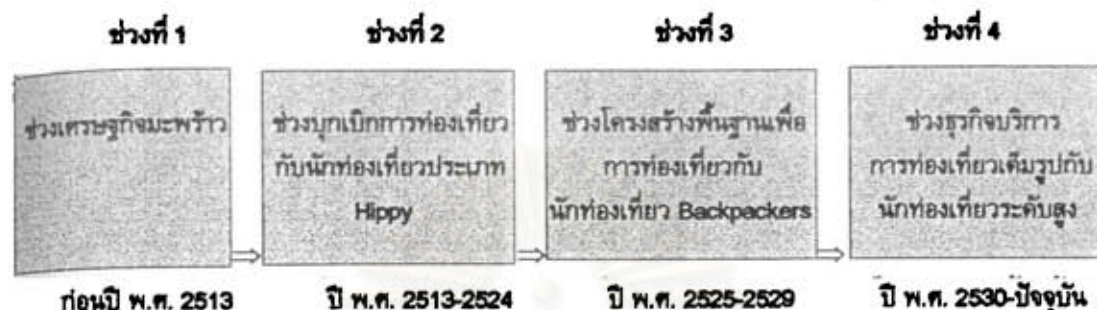 ช่วงที่ 1
ช่วงที่ 2
ช่วงที่ 3
ช่วงที่ 4
ช่วงเศรษฐกิจมะพร้าว
ช่วงบุกเบิกการท่องเที่ยว
กับนักท่องเที่ยวประเภท
Hippy
ช่วงโครงสร้างพื้นฐานเพื่อ
การท่องเที่ยวกับ
นักท่องเที่ยว Backpackers
ช่วงธุรกิจบริการ
การท่องเที่ยวเต็มรูปกับ
นักท่องเที่ยวระดับสูง
ก่อนปี พ.ศ. 2513
ปี พ.ศ. 2513-2524
ปี พ.ศ. 2525-2529
ปี พ.ศ. 2530-ปัจจุบัน